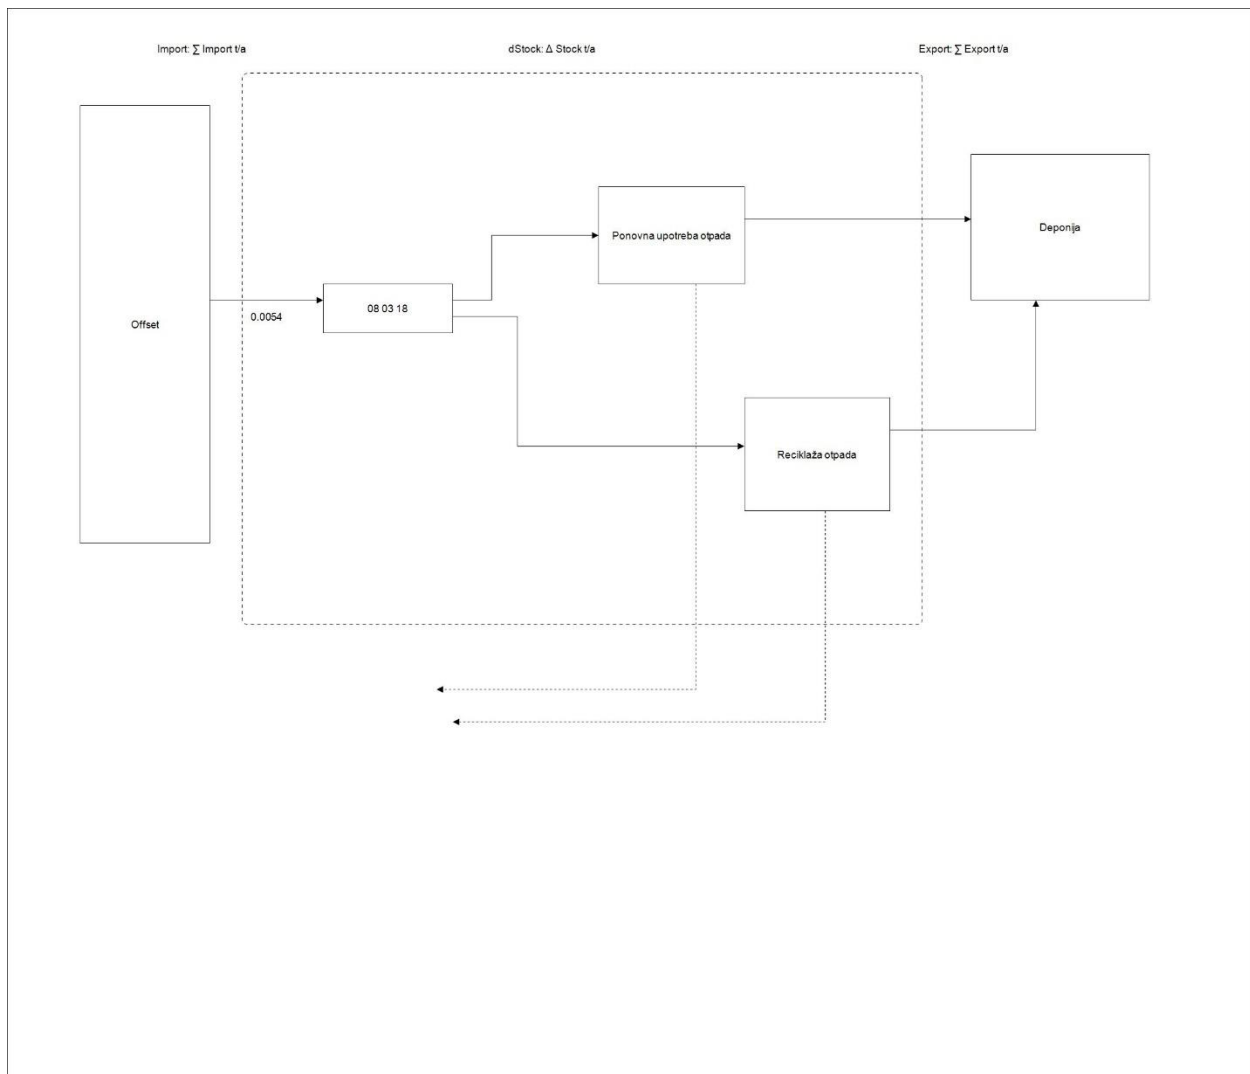 Import: ∑ Import t/a
dStock: Δ Stock t/a
Export: ∑ Export t/a
Ponovna upotreba otpada
Deponija
08 03 18
0.0054
Offset
Reciklaža otpada